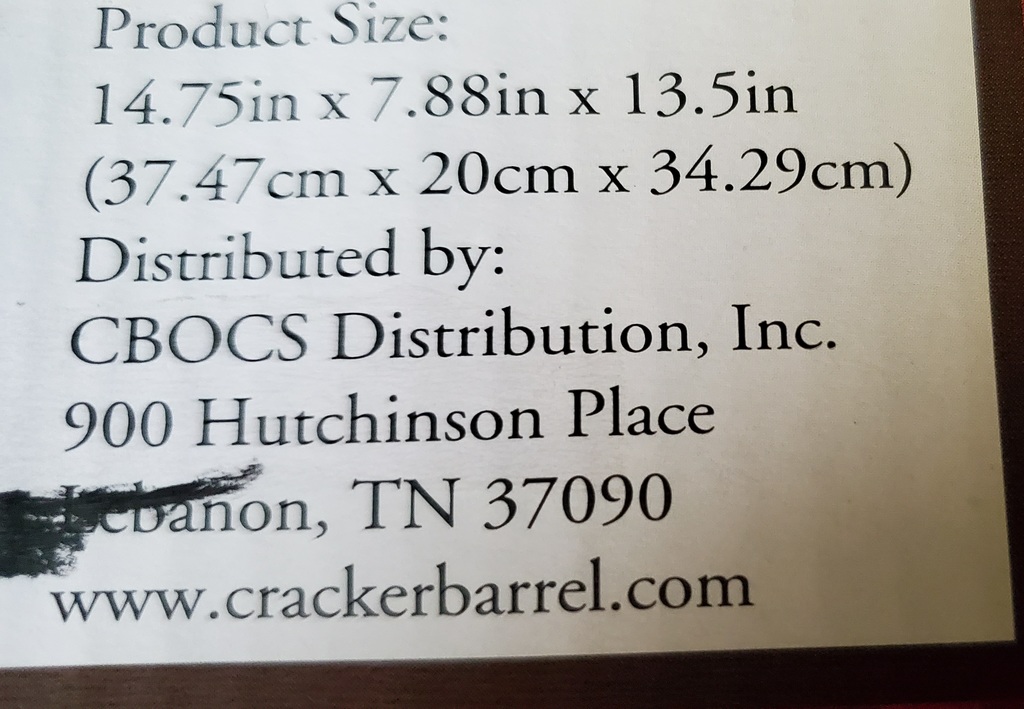 Product Size:
14.75in x 7.88in x 13.5in
(37.47cm x 20cm x 34.29cm)
Distributed by:
CBOCS Distribution, Inc.
900 Hutchinson Place
Lebanon, TN 37090
www.crackerbarrel.com